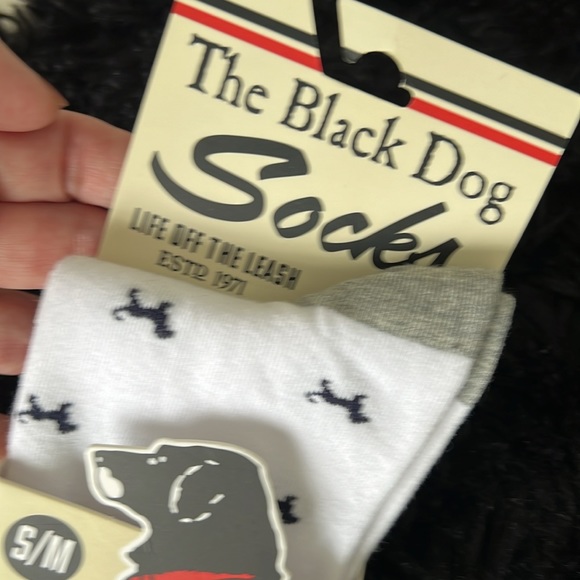 The Black Dog
Socks
LIFE OFF THE LEASH
ESTD 1971
S/M